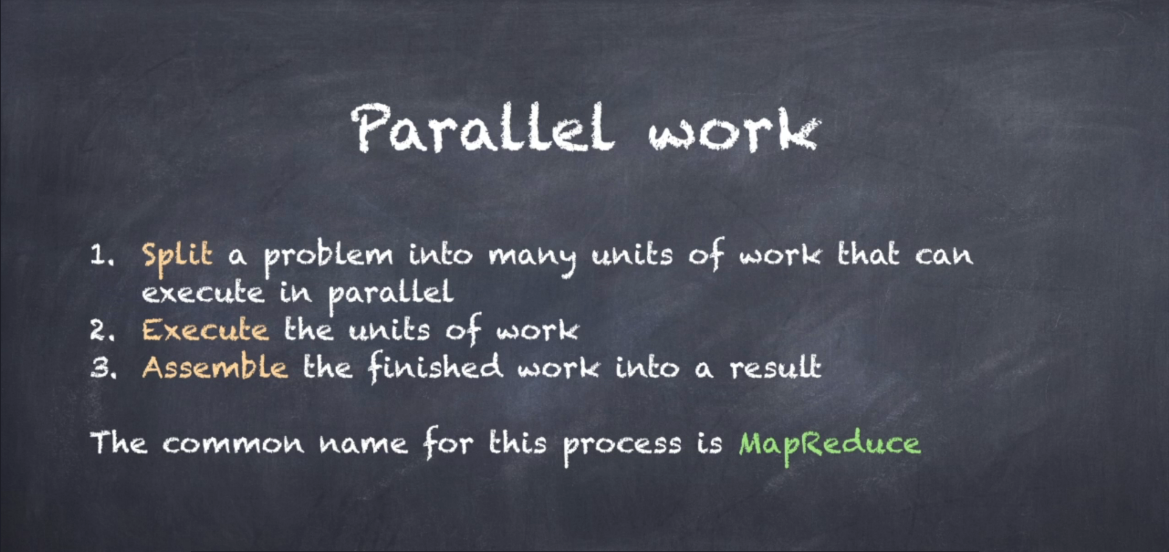 Parallel work
1. Split a problem into many units of work that can
execute in parallel
2. Execute the units of work
3. Assemble the finished work into a result
The common name for this process is MapReduce